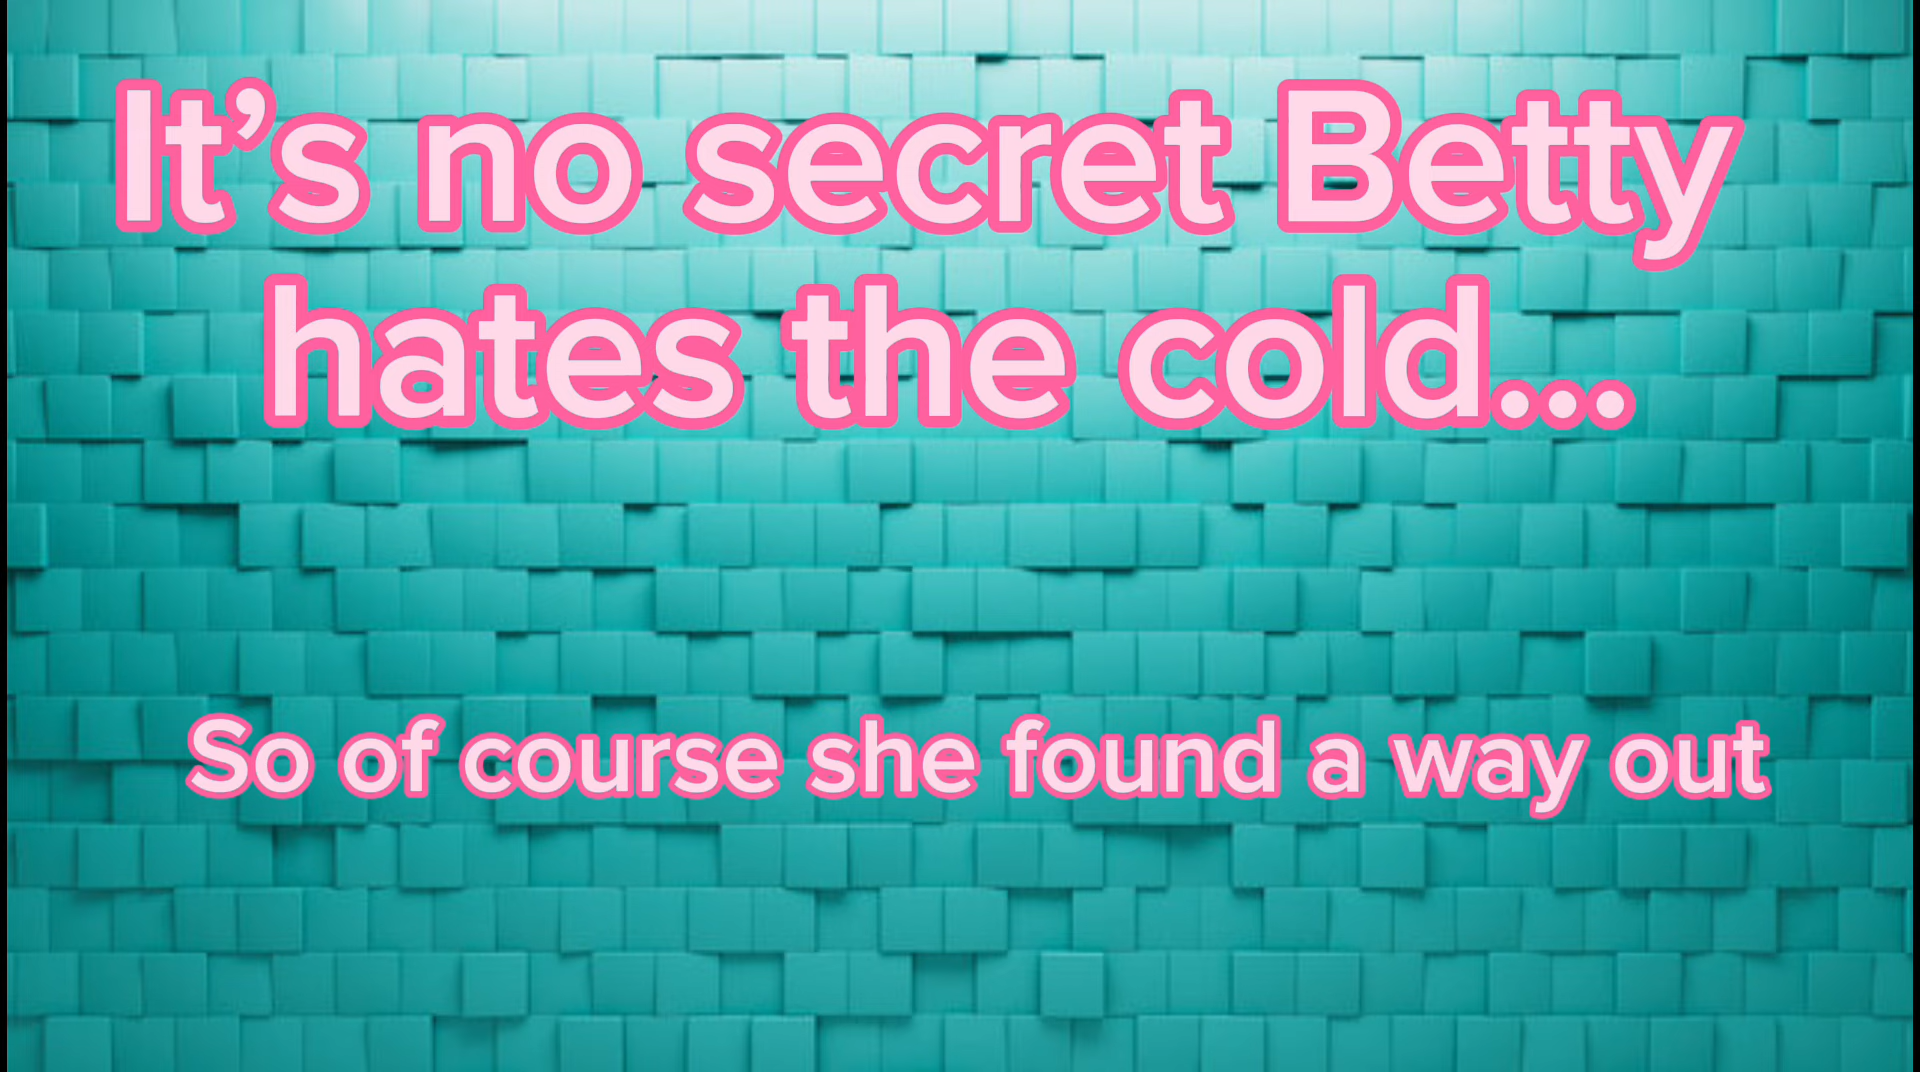 It’s no secret Betty
hates the cold...
So of course she found a way out